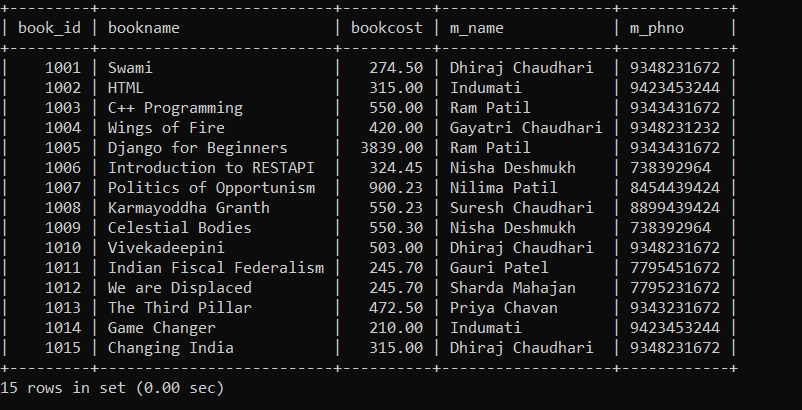 +---------+--------------------------+----------+-------------------+------------+
| book_id | bookname                 | bookcost | m_name            | m_phno     |
+---------+--------------------------+----------+-------------------+------------+
|    1001 | Swami                    |   274.50 | Dhiraj Chaudhari  | 9348231672 |
|    1002 | HTML                     |   315.00 | Indumati          | 9423453244 |
|    1003 | C++ Programming          |   550.00 | Ram Patil         | 9343431672 |
|    1004 | Wings of Fire            |   420.00 | Gayatri Chaudhari | 9348231232 |
|    1005 | Django for Beginners     |  3839.00 | Ram Patil         | 9343431672 |
|    1006 | Introduction to RESTAPI  |   324.45 | Nisha Deshmukh    | 738392964  |
|    1007 | Politics of Opportunism  |   900.23 | Nilima Patil      | 8454439424 |
|    1008 | Karmayoddha Granth       |   550.23 | Suresh Chaudhari  | 8899439424 |
|    1009 | Celestial Bodies         |   550.30 | Nisha Deshmukh    | 738392964  |
|    1010 | Vivekadeepini            |   503.00 | Dhiraj Chaudhari  | 9348231672 |
|    1011 | Indian Fiscal Federalism |   245.70 | Gauri Patel       | 7795451672 |
|    1012 | We are Displaced         |   245.70 | Sharda Mahajan    | 7795231672 |
|    1013 | The Third Pillar         |   472.50 | Priya Chavan      | 9343231672 |
|    1014 | Game Changer             |   210.00 | Indumati          | 9423453244 |
|    1015 | Changing India           |   315.00 | Dhiraj Chaudhari  | 9348231672 |
+---------+--------------------------+----------+-------------------+------------+
15 rows in set (0.00 sec)